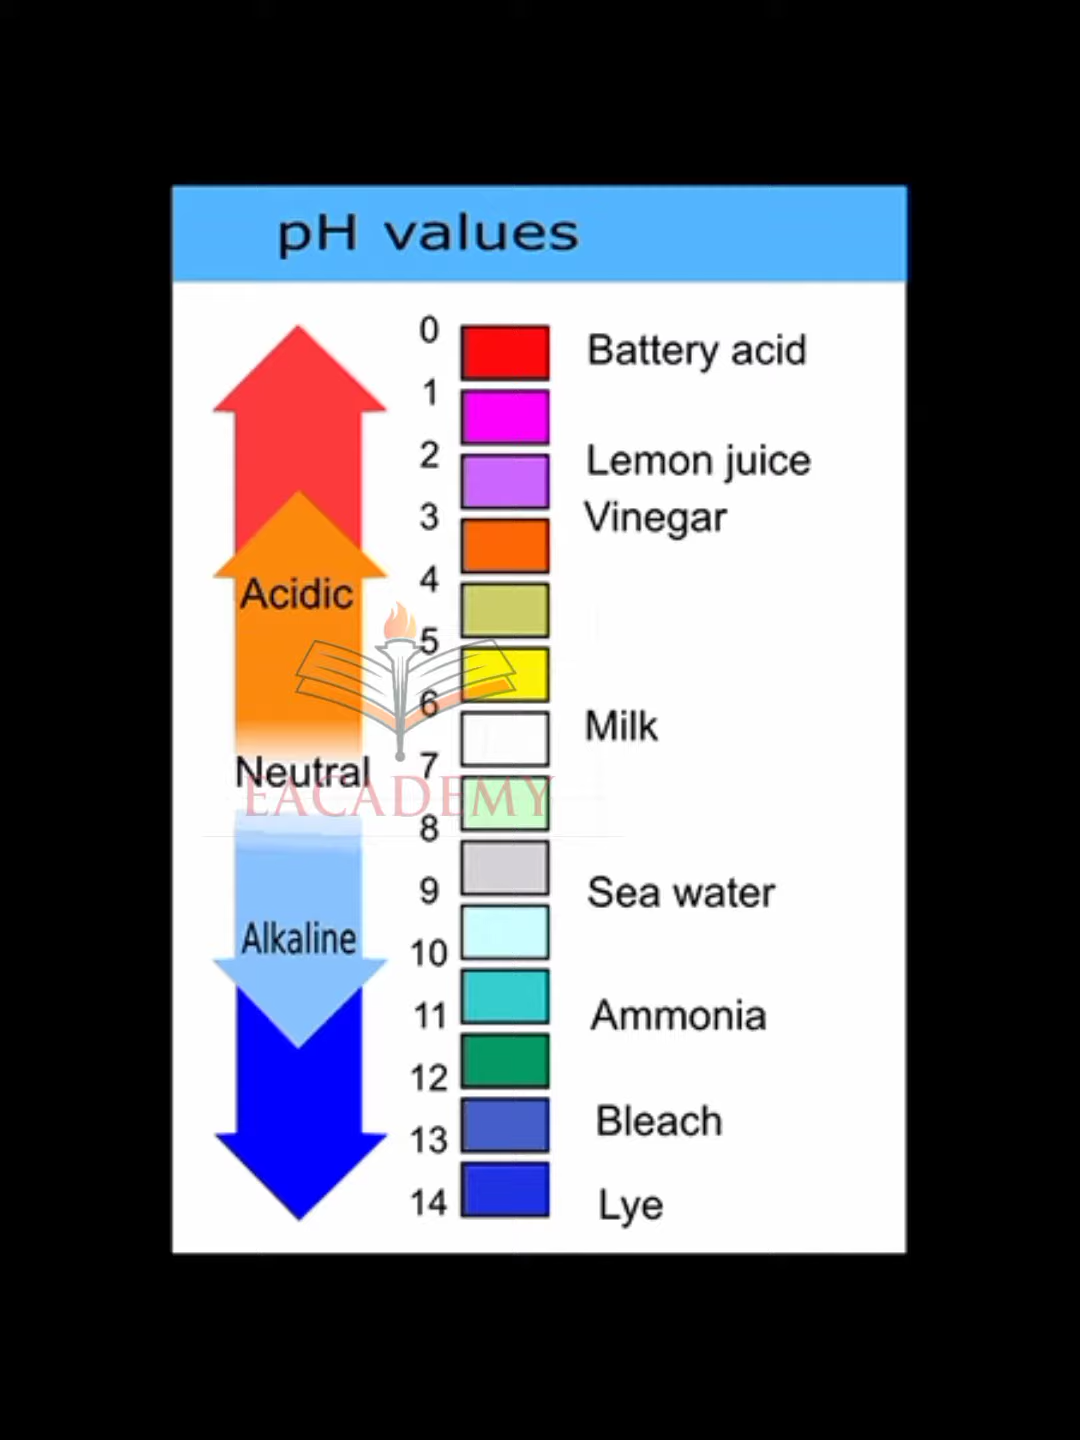 pH values
0 Battery acid
1
2 Lemon juice
3 Vinegar
4
Acidic
5
6 Milk
7
Neutral
EACADEMY
8
9 Sea water
Alkaline
10
11 Ammonia
12
13 Bleach
14 Lye